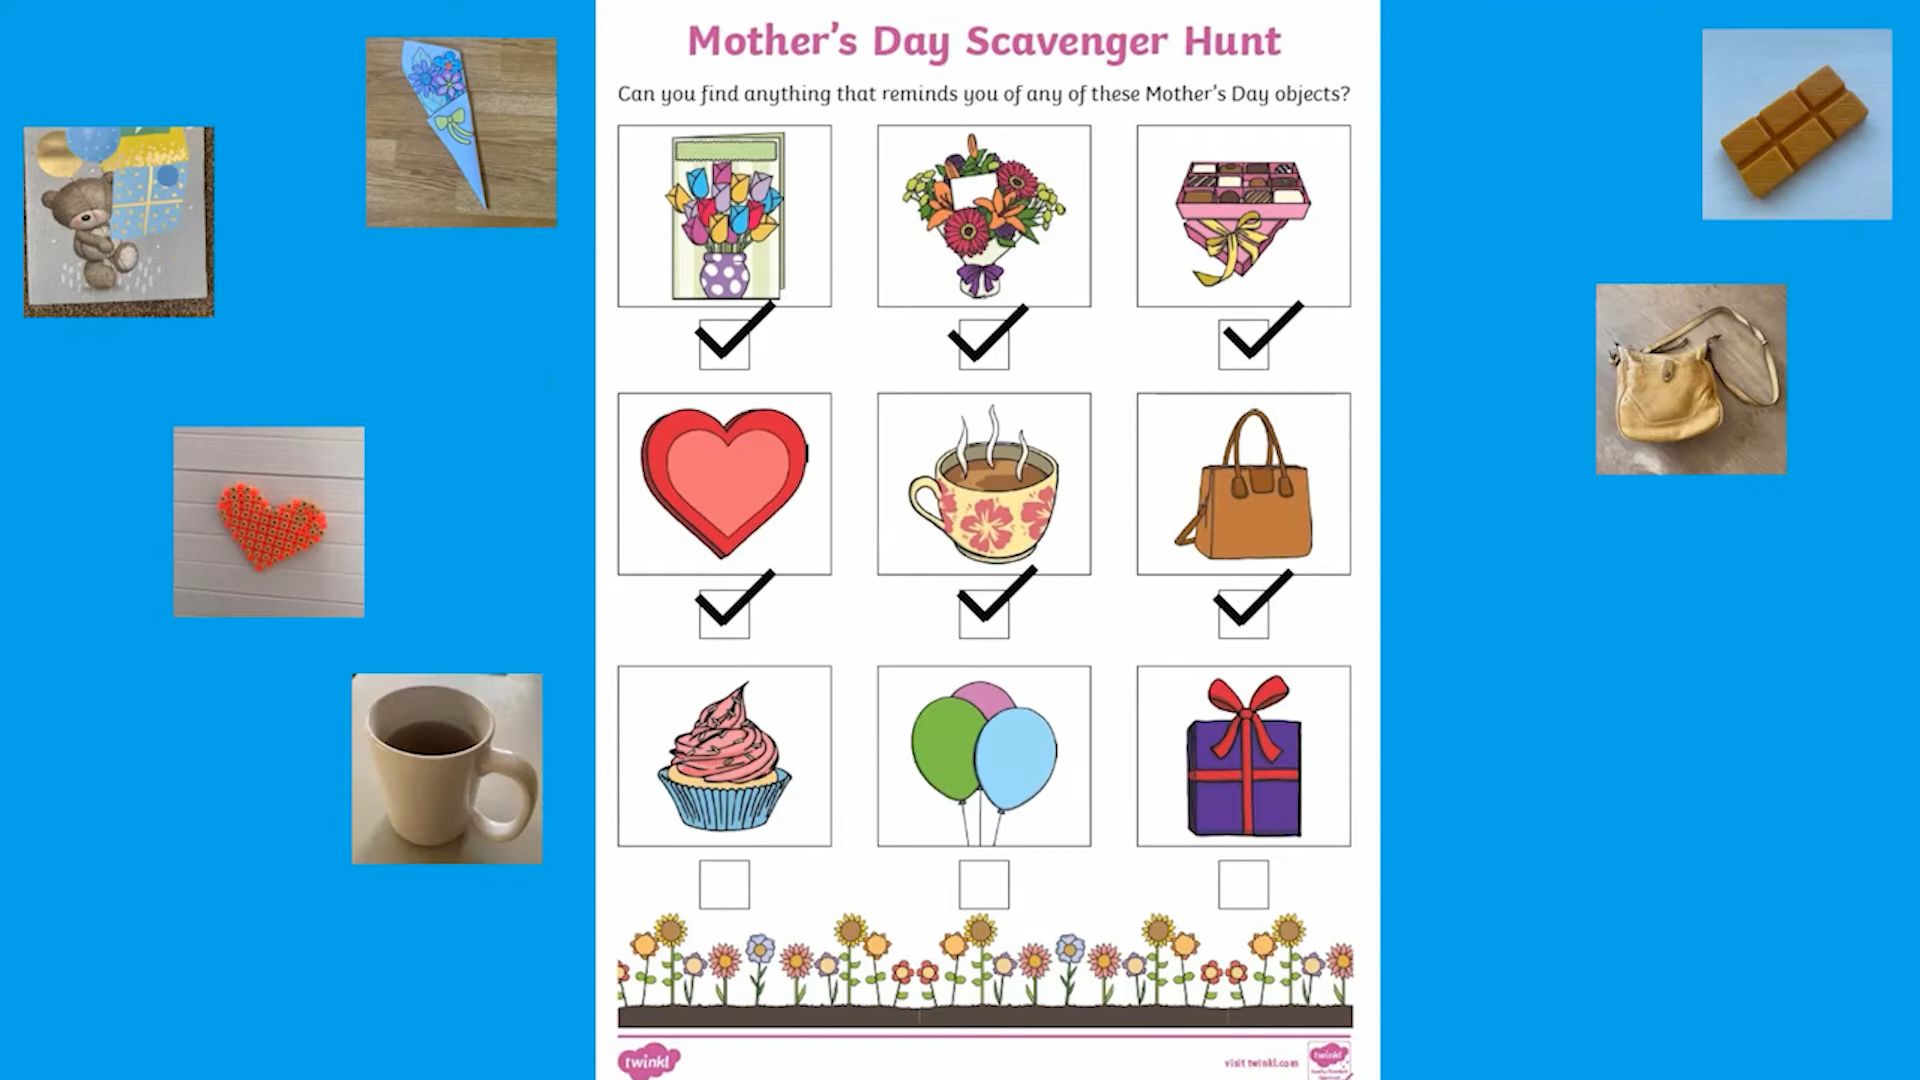 Mother's Day Scavenger Hunt
Can you find anything that reminds you of any of these Mother's Day objects?
twinkl
visit twinkl.com
twinkl